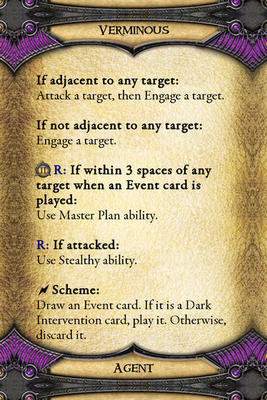 Verminous
If adjacent to any target:
Attack a target, then Engage a target.
If not adjacent to any target:
Engage a target.
R: If within 3 spaces of any
target when an Event card is
played:
Use Master Plan ability.
R: If attacked:
Use Stealthy ability.
Scheme:
Draw an Event card. If it is a Dark
Intervention card, play it. Otherwise,
discard it.
Agent